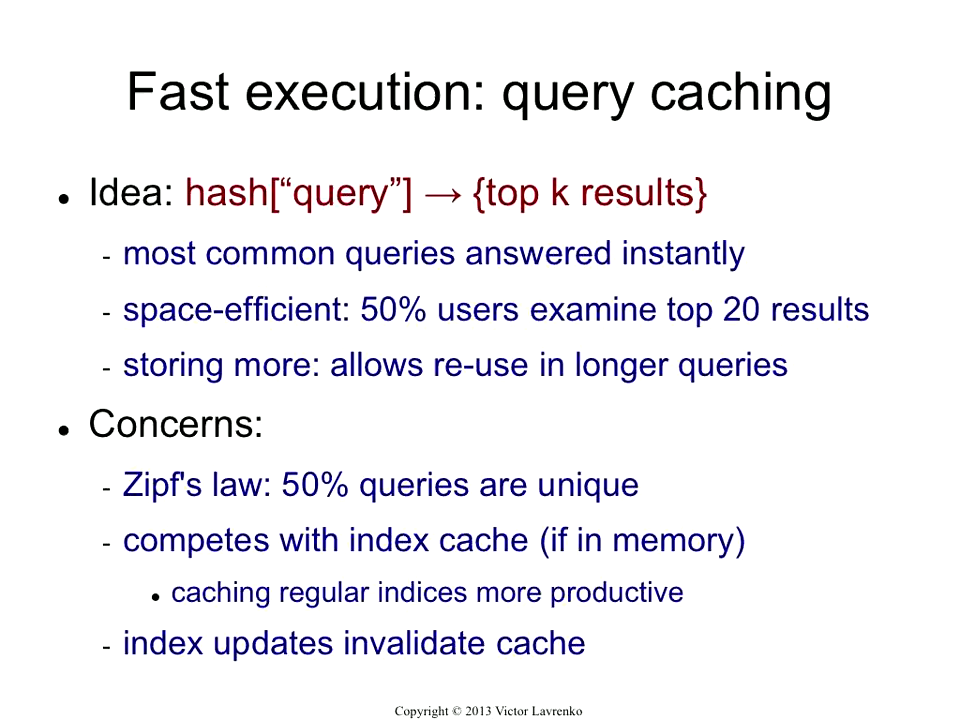 Fast execution: query caching
● Idea: hash[“query”] → {top k results}
- most common queries answered instantly
- space-efficient: 50% users examine top 20 results
- storing more: allows re-use in longer queries
● Concerns:
- Zipf's law: 50% queries are unique
- competes with index cache (if in memory)
● caching regular indices more productive
- index updates invalidate cache
Copyright © 2013 Victor Lavrenko